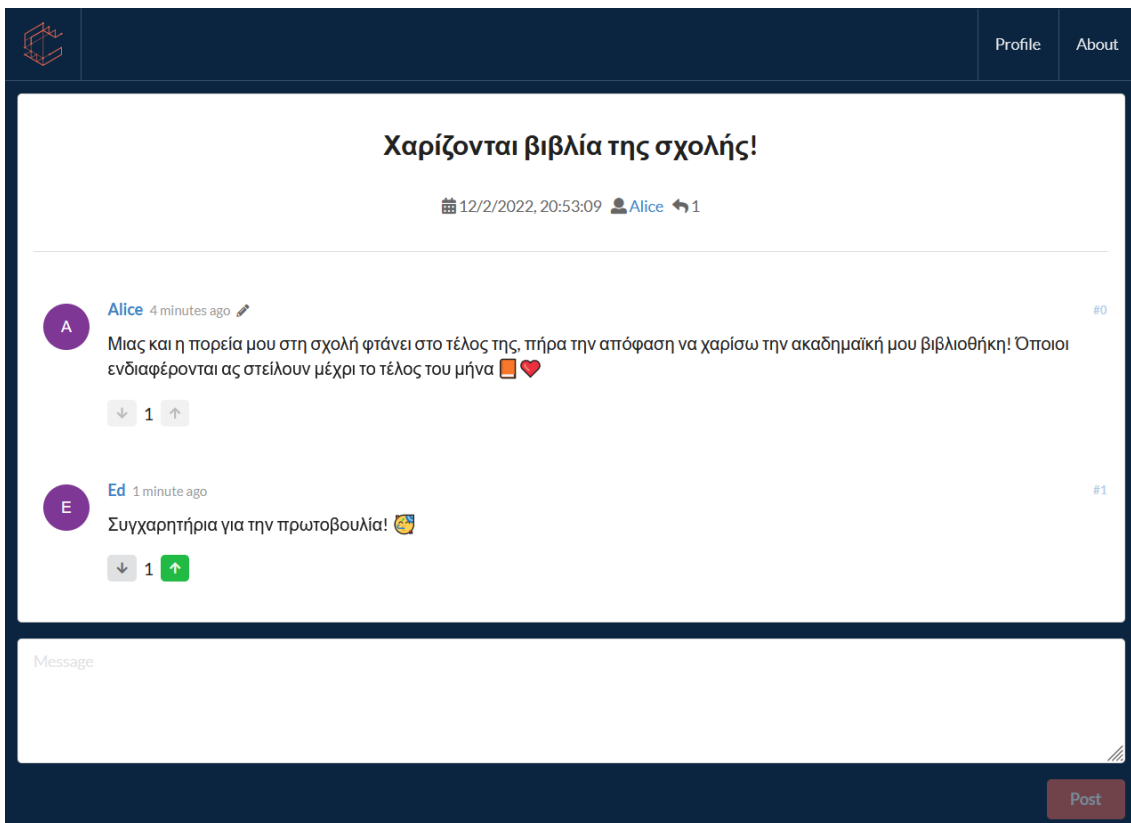 Profile About
Χαρίζονται βιβλία της σχολής!
12/2/2022, 20:53:09 Alice 1
Alice 4 minutes ago #0
A
Μιας και η πορεία μου στη σχολή φτάνει στο τέλος της, πήρα την απόφαση να χαρίσω την ακαδημαϊκή μου βιβλιοθήκη! Όποιοι
ενδιαφέρονται ας στείλουν μέχρι το τέλος του μήνα 📙❤️
1
Ed 1 minute ago #1
E
Συγχαρητήρια για την πρωτοβουλία! 🥳
1
Message
Post